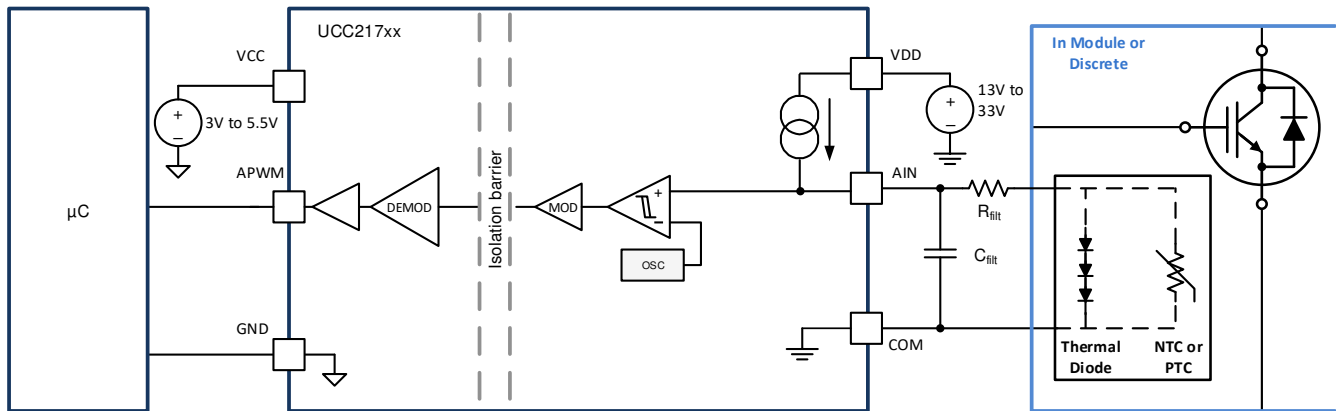 UCC217xx
In Module or
Discrete
VCC
VDD
+
−
3V to 5.5V
+
−
13V to
33V
APWM
AIN
µC
DEMOD
Isolation barrier
MOD
+
−
OSC
Rfilt
Cfilt
GND
COM
Thermal
Diode
NTC or
PTC